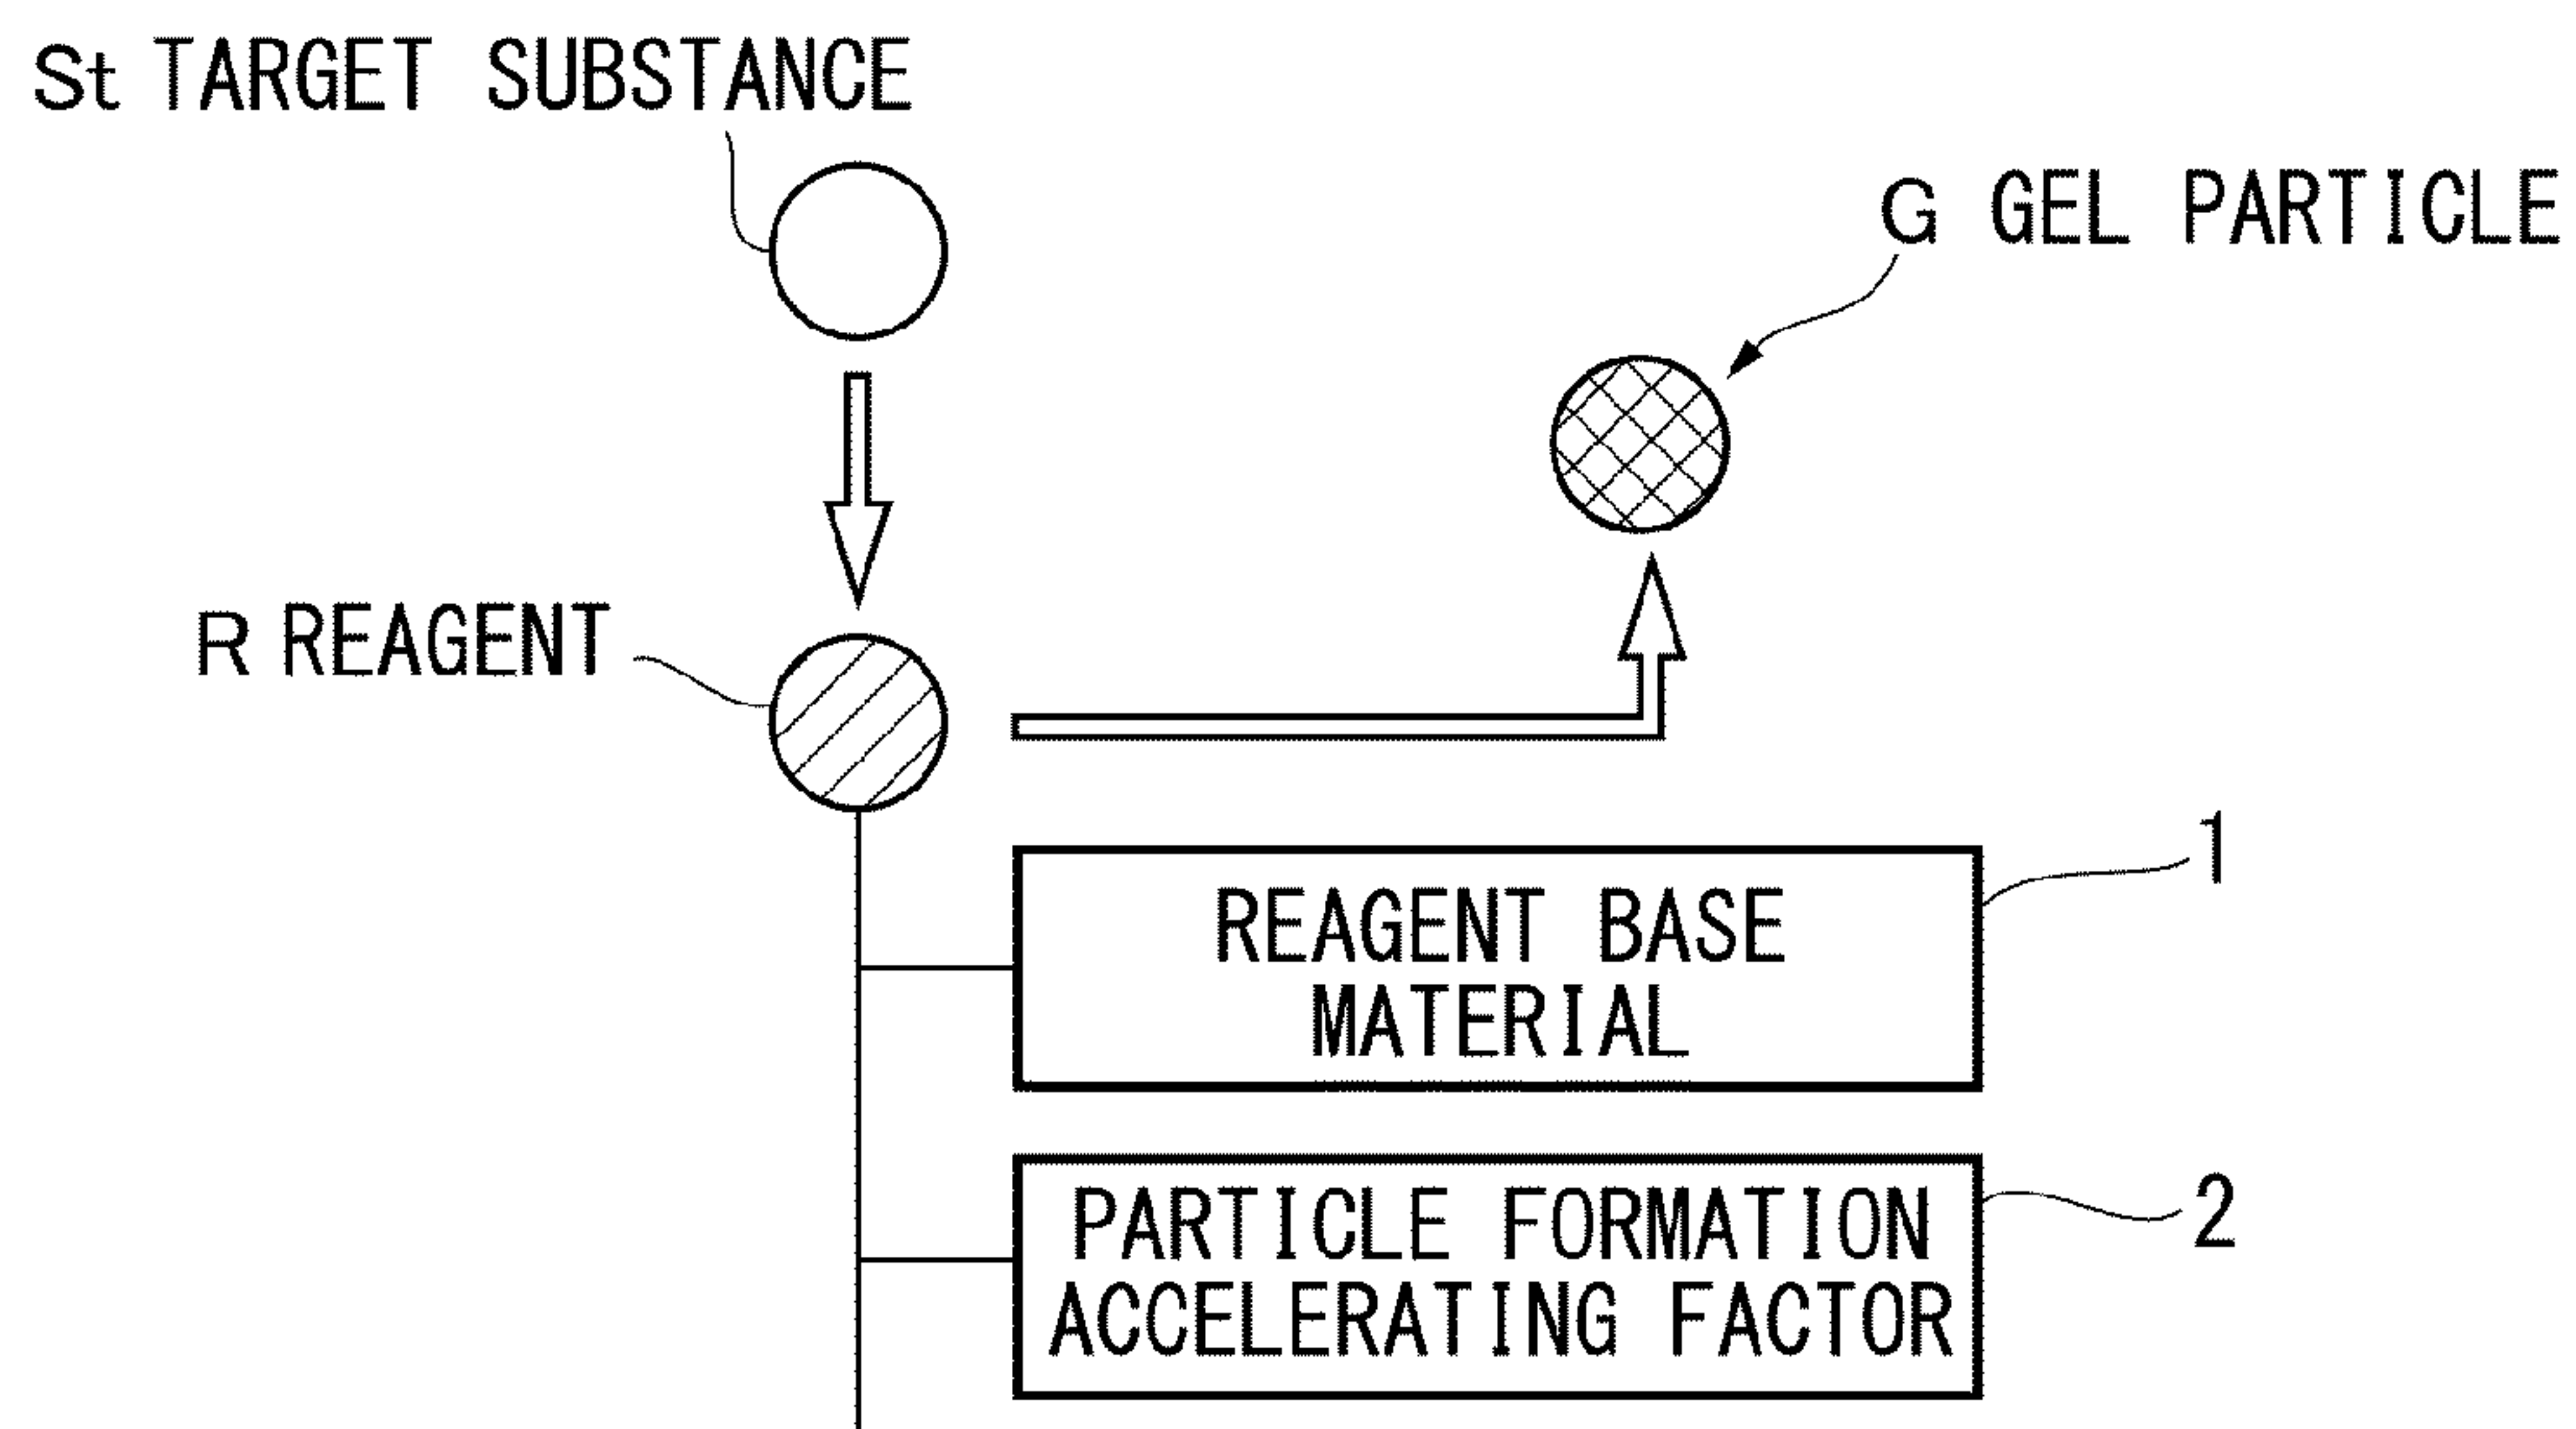 St TARGET SUBSTANCE
G GEL PARTICLE
R REAGENT
1
REAGENT BASE
MATERIAL
2
PARTICLE FORMATION
ACCELERATING FACTOR